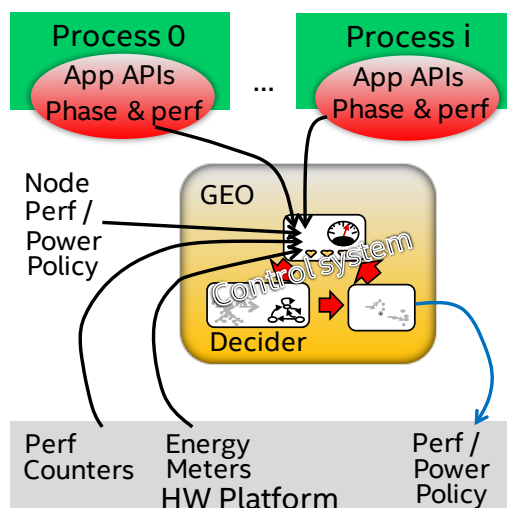 Process 0
App APIs
Phase & perf
...
Process i
App APIs
Phase & perf
Node
Perf /
Power
Policy
GEO
Control system
Decider
Perf
Counters
Energy
Meters
HW Platform
Perf /
Power
Policy